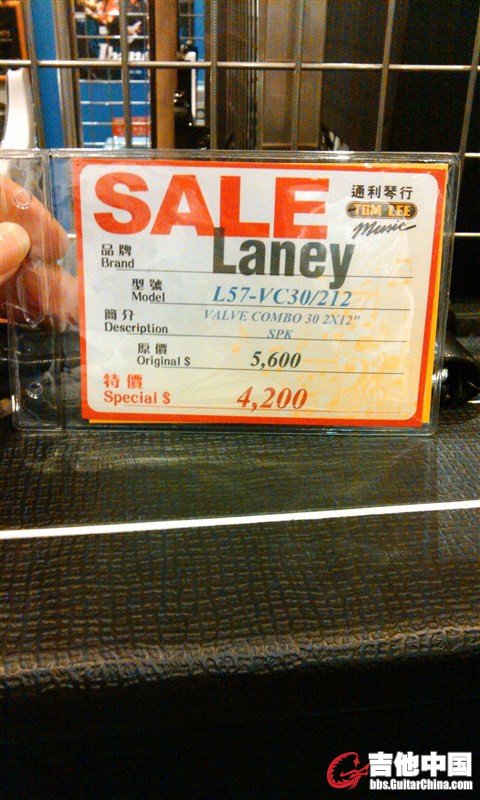 SALE
通利琴行
TOM LEE
Music
品牌
Brand
Laney
型號
Model
L57-VC30/212
簡介
Description
VALVE COMBO 30 2X12"
SPK
原價
Original $
5,600
特價
Special $
4,200
吉他中国
bbs.GuitarChina.com